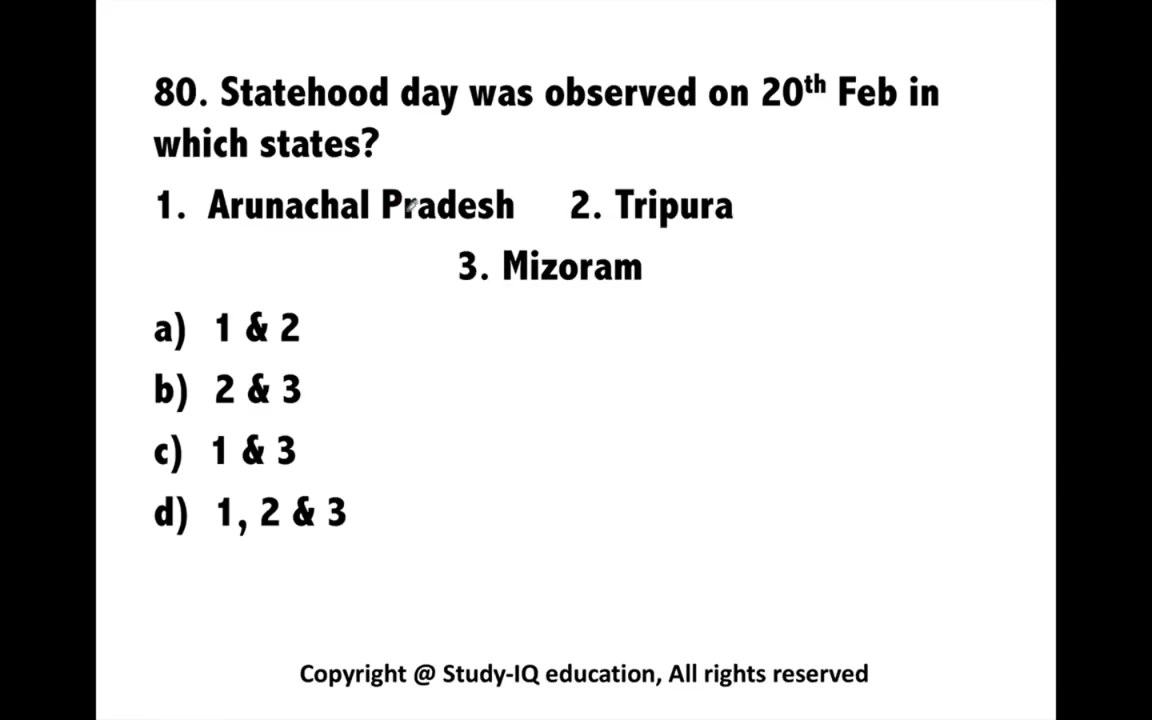 80. Statehood day was observed on 20th Feb in
which states?
1. Arunachal Pradesh 2. Tripura
3. Mizoram
a) 1 & 2
b) 2 & 3
c) 1 & 3
d) 1, 2 & 3
Copyright @ Study-IQ education, All rights reserved